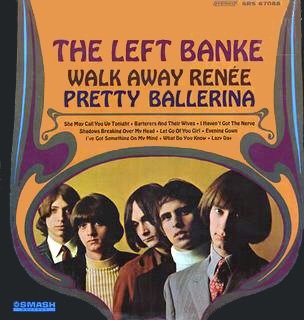 SRS 67088
THE LEFT BANKE
WALK AWAY RENÉE
PRETTY BALLERINA
She May Call You Up Tonight • Barterers And Their Wives • I Haven't Got The Nerve
Shadows Breaking Over My Head • Let Go Of You Girl • Evening Gown
I've Got Something On My Mind • What Do You Know • Lazy Day
SMASH
RECORDS